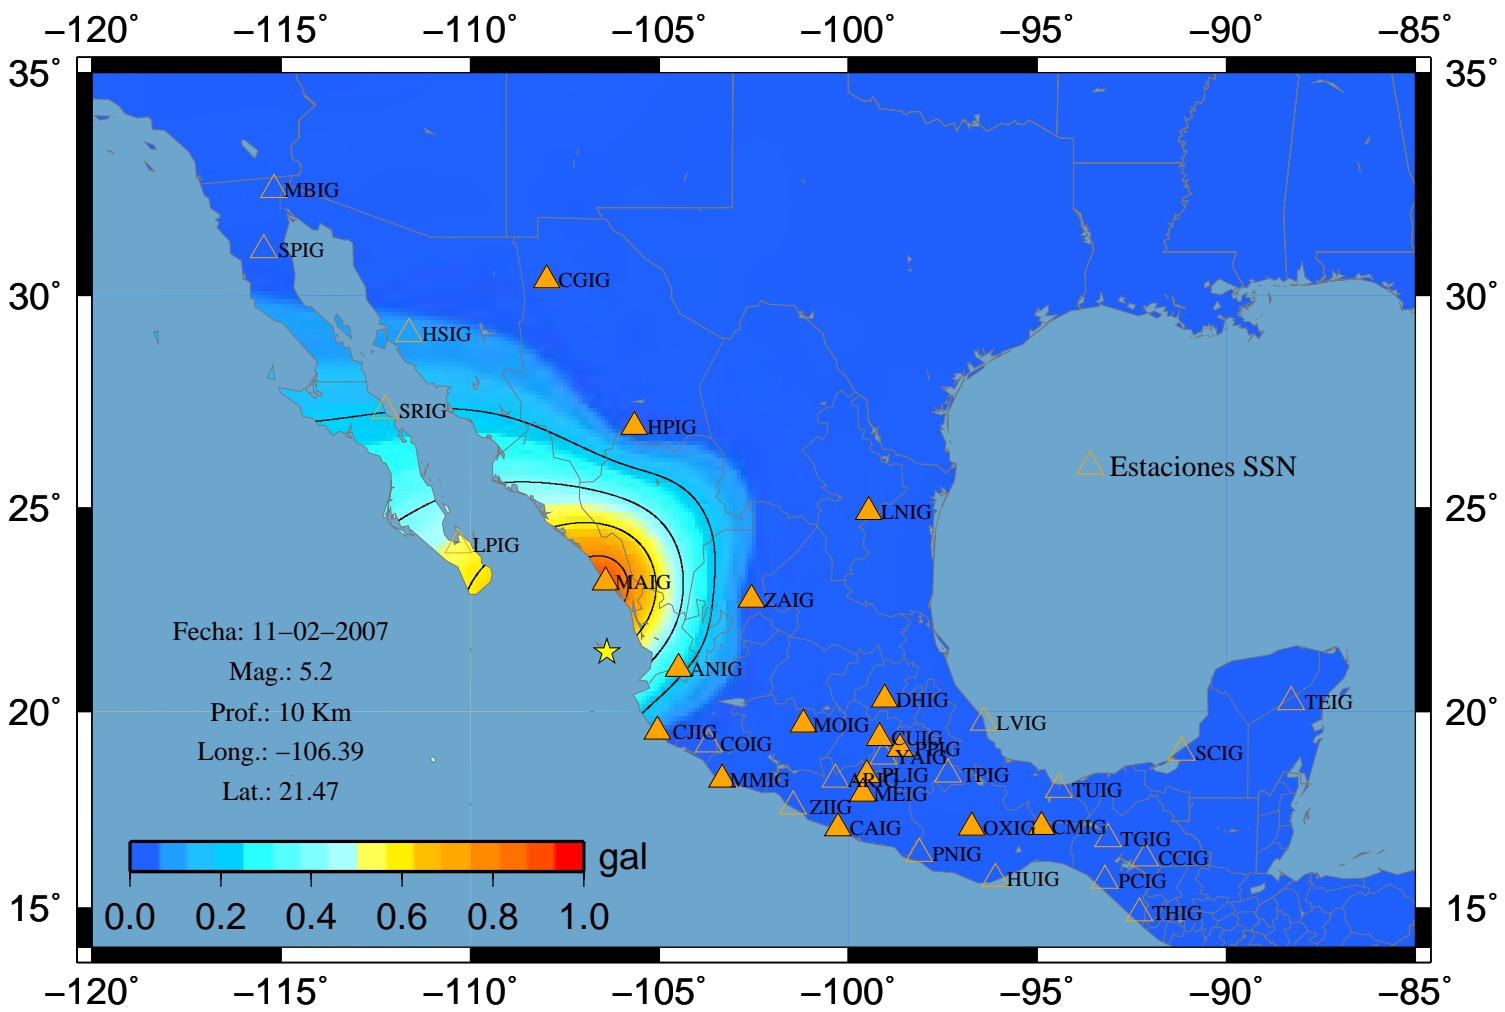 −120° −115° −110° −105° −100° −95° −90° −85°
35° 35°
MBIG
SPIG
CGIG
30° 30°
HSIG
SRIG
HPIG
Estaciones SSN
25° 25°
LNIG
LPIG
MAIG
ZAIG
Fecha: 11−02−2007
Mag.: 5.2
Prof.: 10 Km
Long.: −106.39
Lat.: 21.47
ANIG
DHIG
TEIG
20° 20°
MOIG
LVIG
CJIG
COIG
CUIG
PPIG
YAIG
SCIG
MMIG
ARIG
PLIG
TPIG
MEIG
TUIG
ZIIG
CAIG
OXIG
CMIG
TGIG
PNIG
CCIG
HUIG
PCIG
THIG
gal
0.0 0.2 0.4 0.6 0.8 1.0
15° 15°
−120° −115° −110° −105° −100° −95° −90° −85°